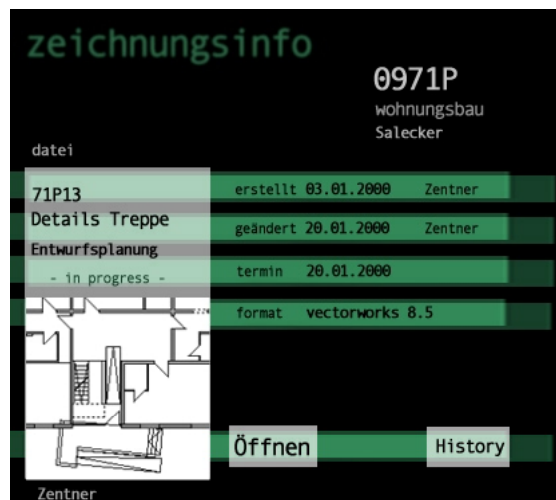 zeichnungsinfo
0971P
wohnungsbau
Salecker
datei
71P13
Details Treppe
Entwurfsplanung
- in progress -
erstellt 03.01.2000 Zentner
geändert 20.01.2000 Zentner
termin 20.01.2000
format vectorworks 8.5
Öffnen
History
Zentner